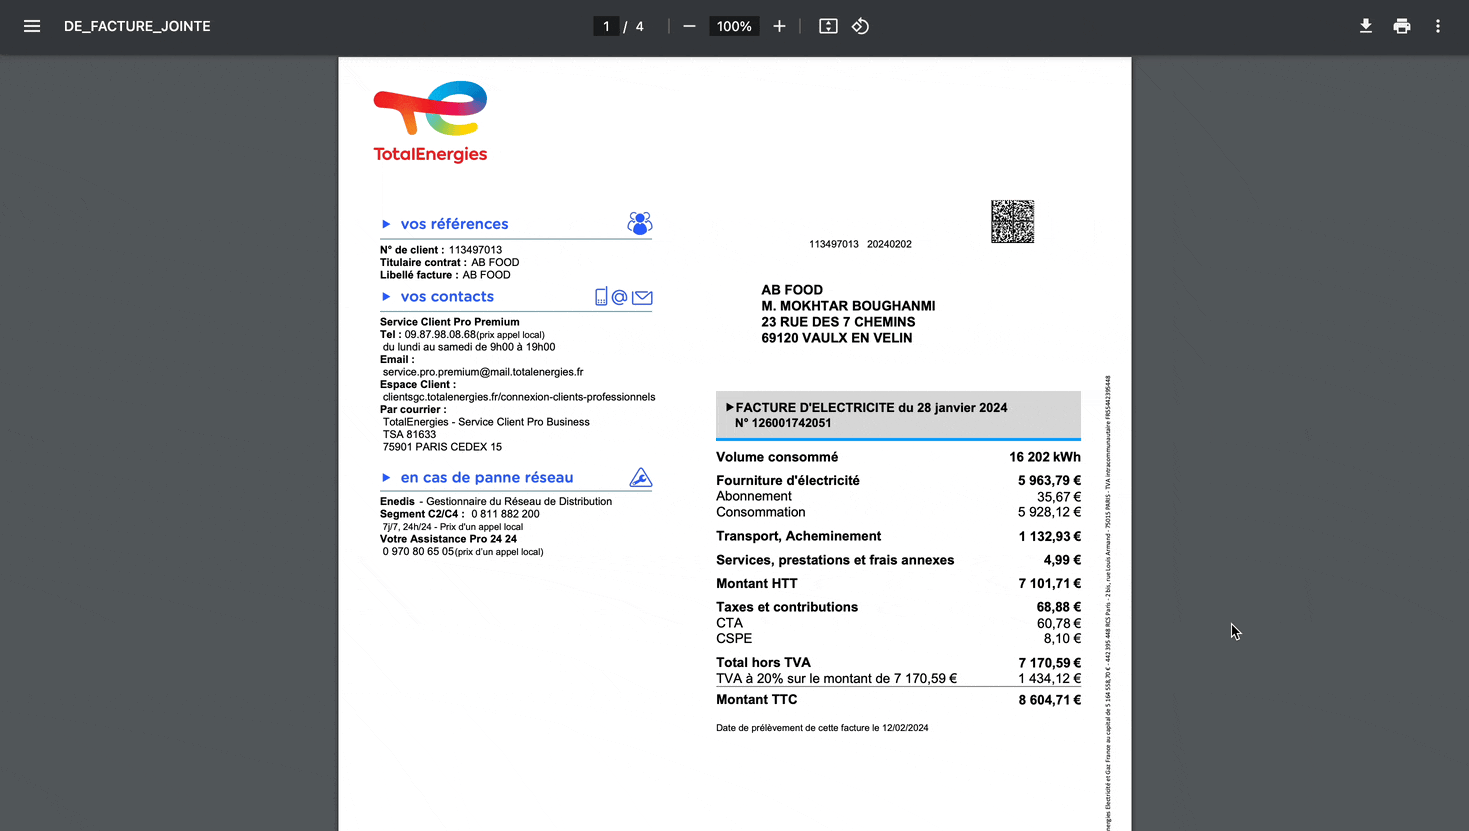 DE_FACTURE_JOINTE
1 / 4
100%
TotalEnergies
vos références
N° de client : 113497013
Titulaire contrat : AB FOOD
Libellé facture : AB FOOD
vos contacts
Service Client Pro Premium
Tel : 09.87.98.08.68(prix appel local)
du lundi au samedi de 9h00 à 19h00
Email :
service.pro.premium@mail.totalenergies.fr
Espace Client :
clientsgc.totalenergies.fr/connexion-clients-professionnels
Par courrier :
TotalEnergies - Service Client Pro Business
TSA 81633
75901 PARIS CEDEX 15
en cas de panne réseau
Enedis - Gestionnaire du Réseau de Distribution
Segment C2/C4 : 0 811 882 200
7j/7, 24h/24 - Prix d'un appel local
Votre Assistance Pro 24 24
0 970 80 65 05(prix d'un appel local)
113497013 20240202
AB FOOD
M. MOKHTAR BOUGHANMI
23 RUE DES 7 CHEMINS
69120 VAULX EN VELIN
FACTURE D'ELECTRICITE du 28 janvier 2024
N° 126001742051
Volume consommé 16 202 kWh
Fourniture d'électricité 5 963,79 €
Abonnement 35,67 €
Consommation 5 928,12 €
Transport, Acheminement 1 132,93 €
Services, prestations et frais annexes 4,99 €
Montant HTT 7 101,71 €
Taxes et contributions 68,88 €
CTA 60,78 €
CSPE 8,10 €
Total hors TVA 7 170,59 €
TVA à 20% sur le montant de 7 170,59 € 1 434,12 €
Montant TTC 8 604,71 €
Date de prélèvement de cette facture le 12/02/2024
Electricité et Gaz France au capital de 5 164 558,70 € - 442 395 448 RCS Paris - 2 bis, rue Louis Armand - 75015 PARIS - TVA intracommunautaire FR55442395448